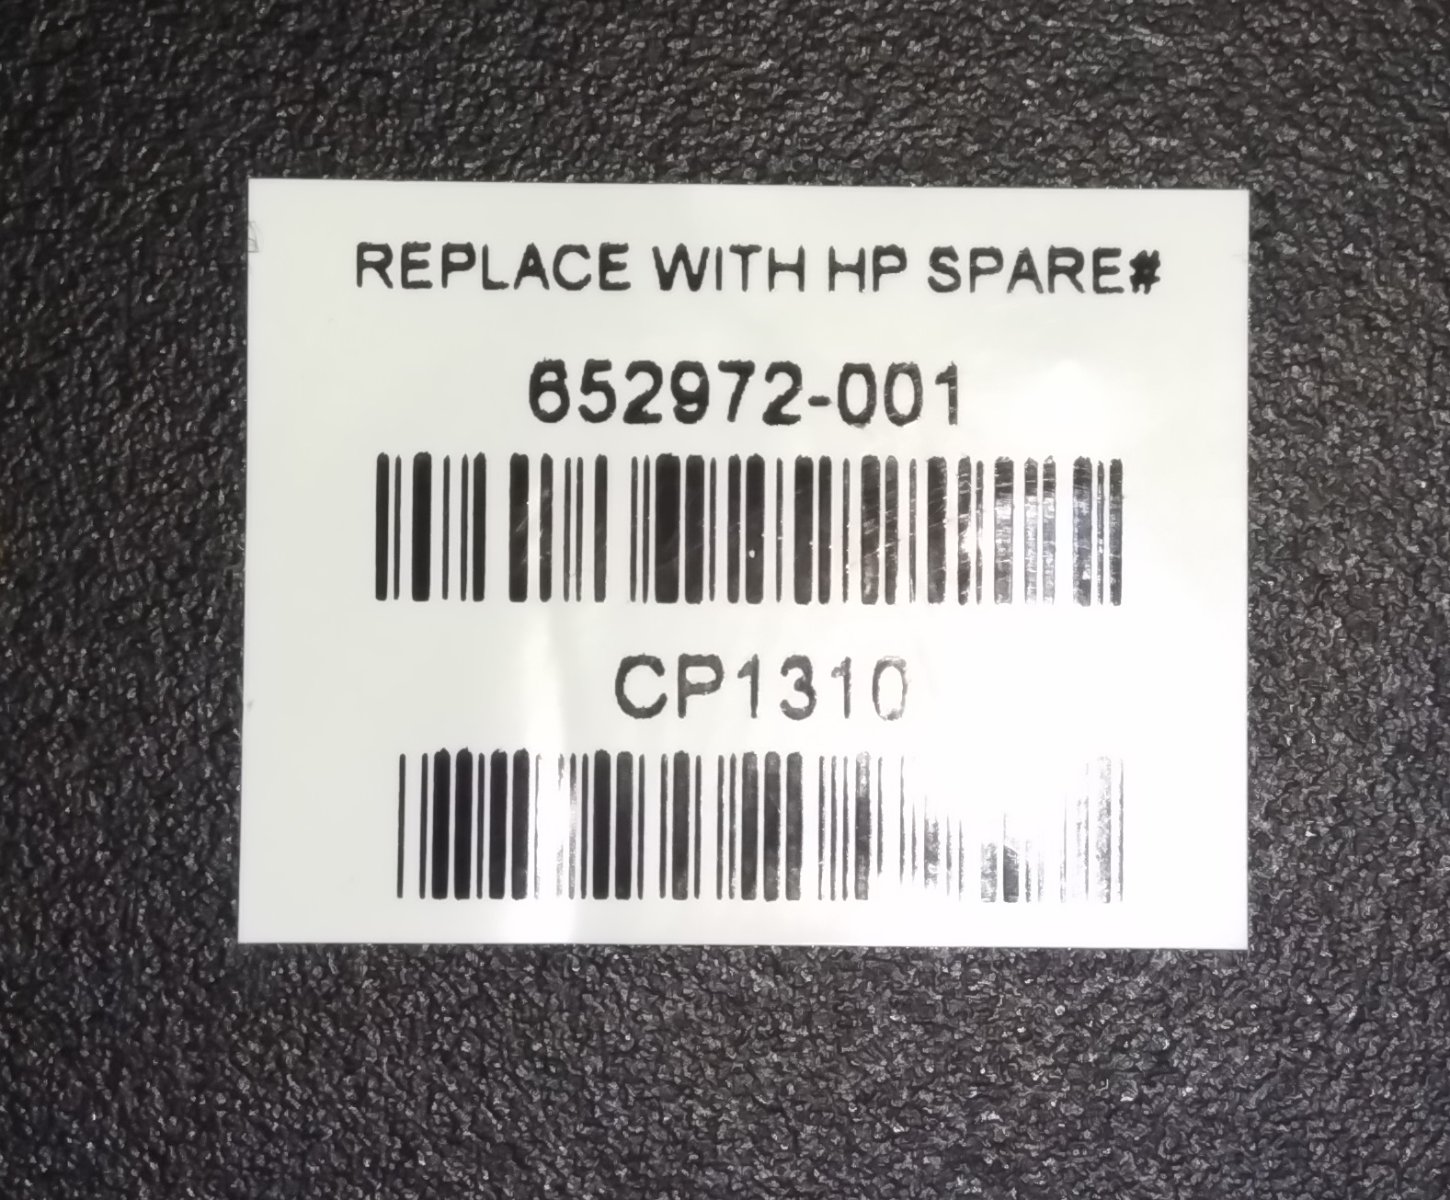 REPLACE WITH HP SPARE#
652972-001
CP1310